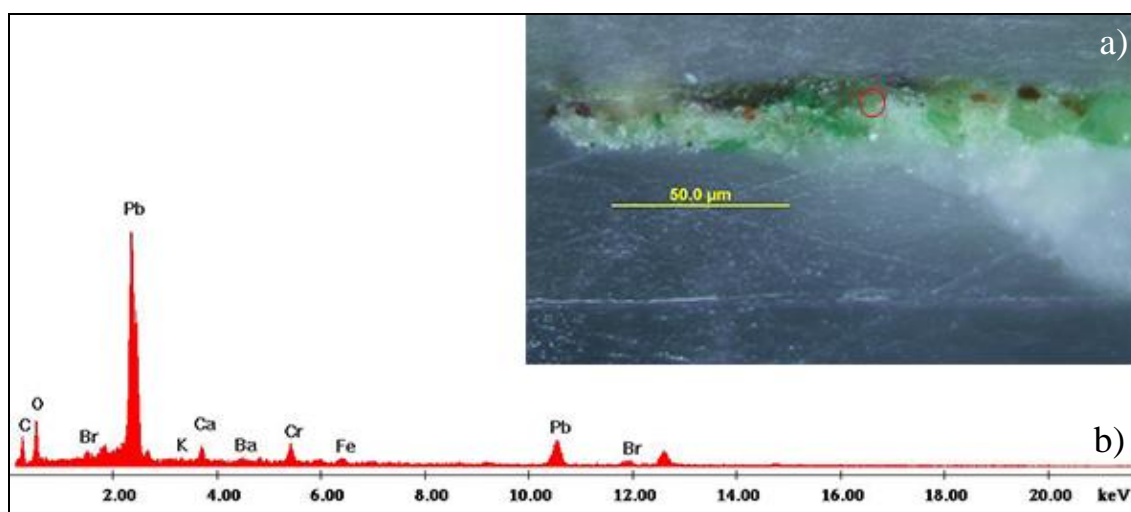 a)
50.0 µm
Pb
C O Br K Ca Ba Cr Fe Pb Br
b)
2.00 4.00 6.00 8.00 10.00 12.00 14.00 16.00 18.00 20.00 keV